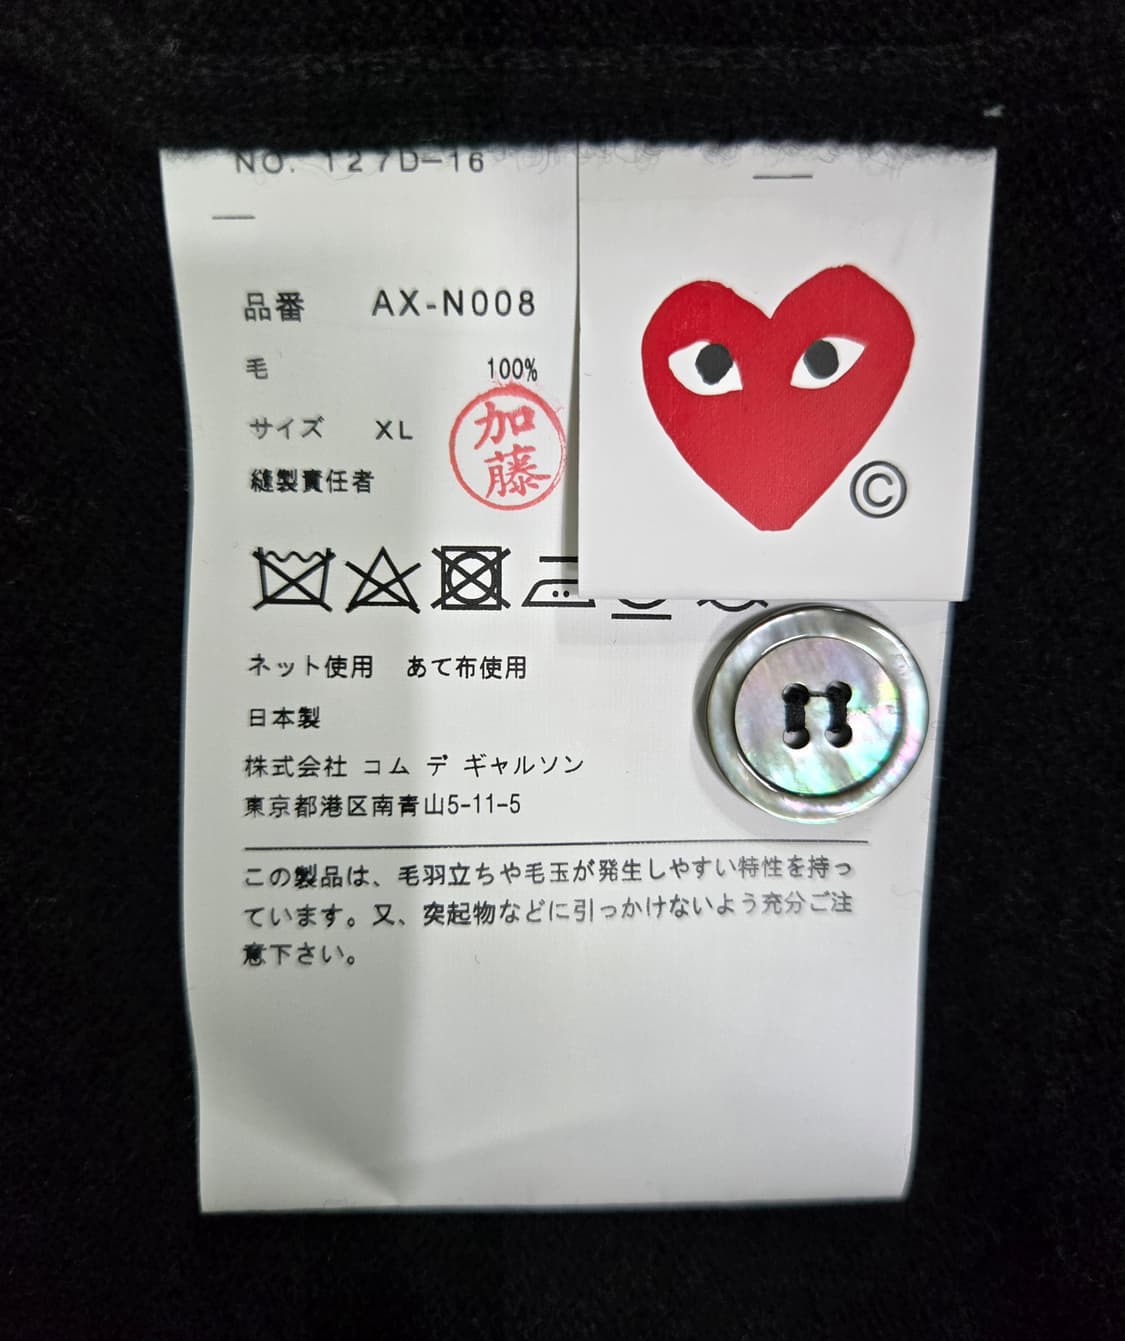 NO. 127D-16
品番 AX-N008
毛 100%
サイズ XL
縫製責任者
加藤
©
ネット使用 あて布使用
日本製
株式会社 コム デ ギャルソン
東京都港区南青山5-11-5
この製品は、毛羽立ちや毛玉が発生しやすい特性を持っ
ています。又、突起物などに引っかけないよう充分ご注
意下さい。